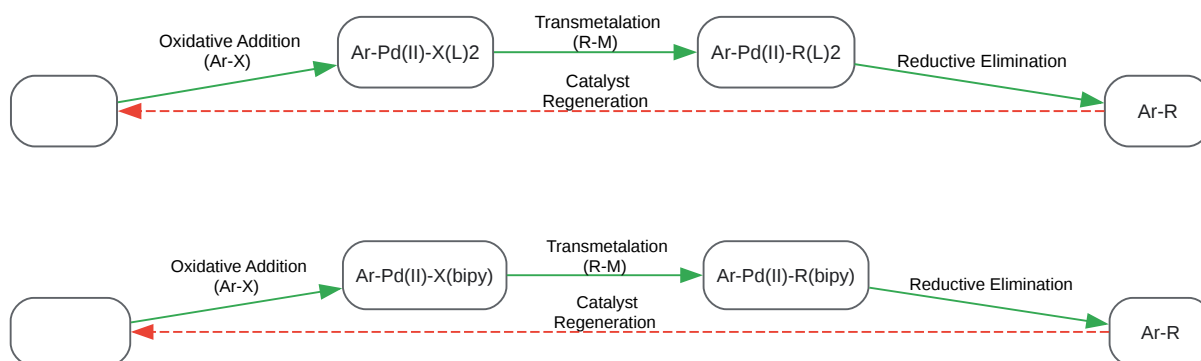 Oxidative Addition
(Ar-X)
Ar-Pd(II)-X(L)2
Transmetalation
(R-M)
Ar-Pd(II)-R(L)2
Reductive Elimination
Catalyst
Regeneration
Ar-R
Oxidative Addition
(Ar-X)
Ar-Pd(II)-X(bipy)
Transmetalation
(R-M)
Ar-Pd(II)-R(bipy)
Reductive Elimination
Catalyst
Regeneration
Ar-R